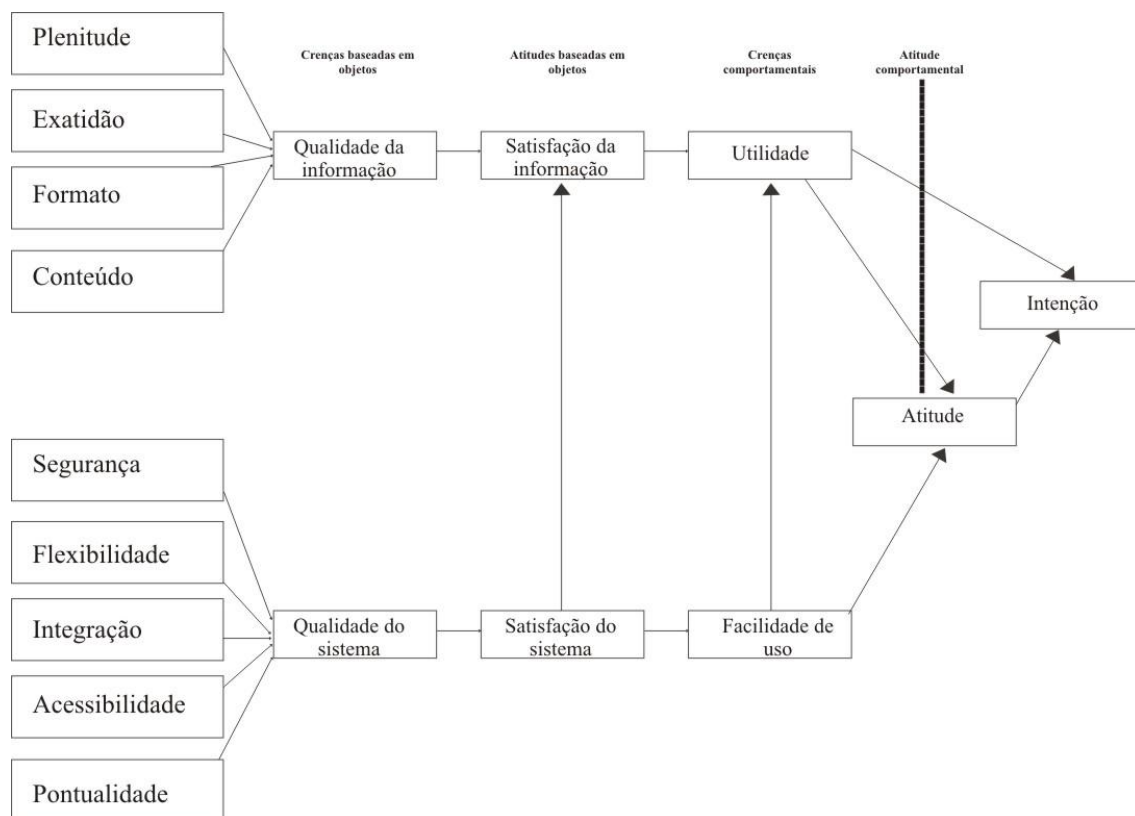 Plenitude
Exatidão
Formato
Conteúdo
Segurança
Flexibilidade
Integração
Acessibilidade
Pontualidade
Crenças baseadas em
objetos
Qualidade da
informação
Qualidade do
sistema
Atitudes baseadas em
objetos
Satisfação da
informação
Satisfação do
sistema
Crenças
comportamentais
Utilidade
Facilidade de
uso
Atitude
comportamental
Atitude
Intenção